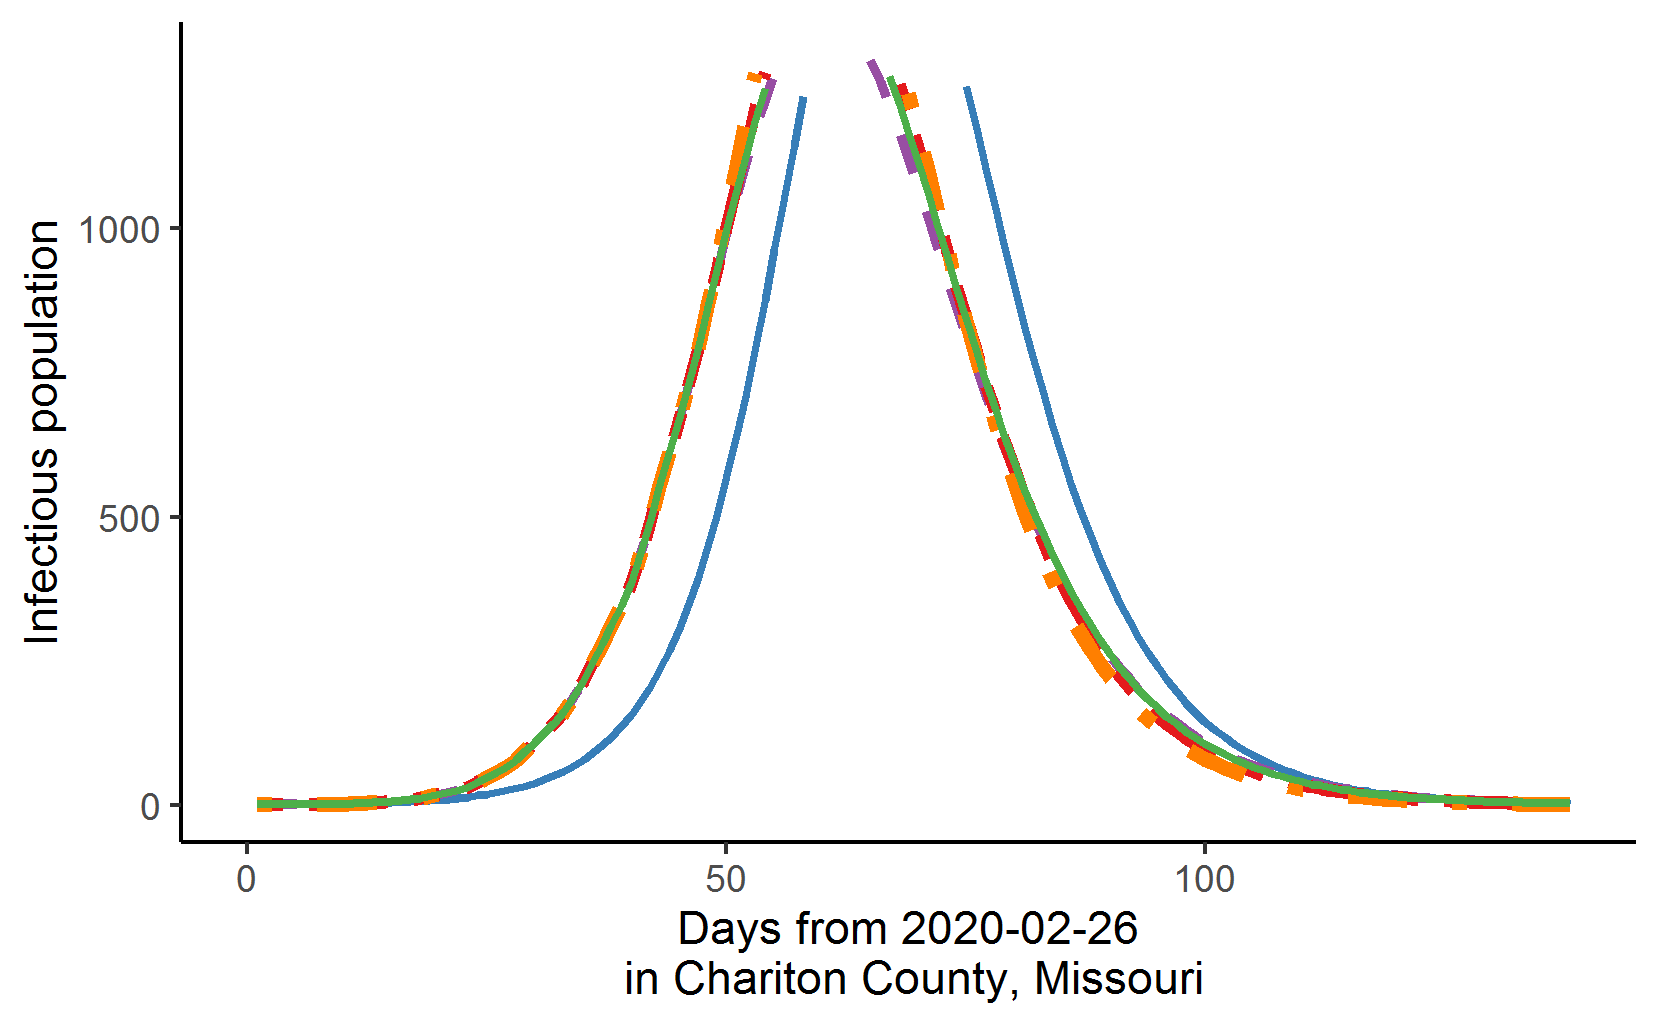 Infectious population
1000
500
0
0
50
100
Days from 2020-02-26
in Chariton County, Missouri